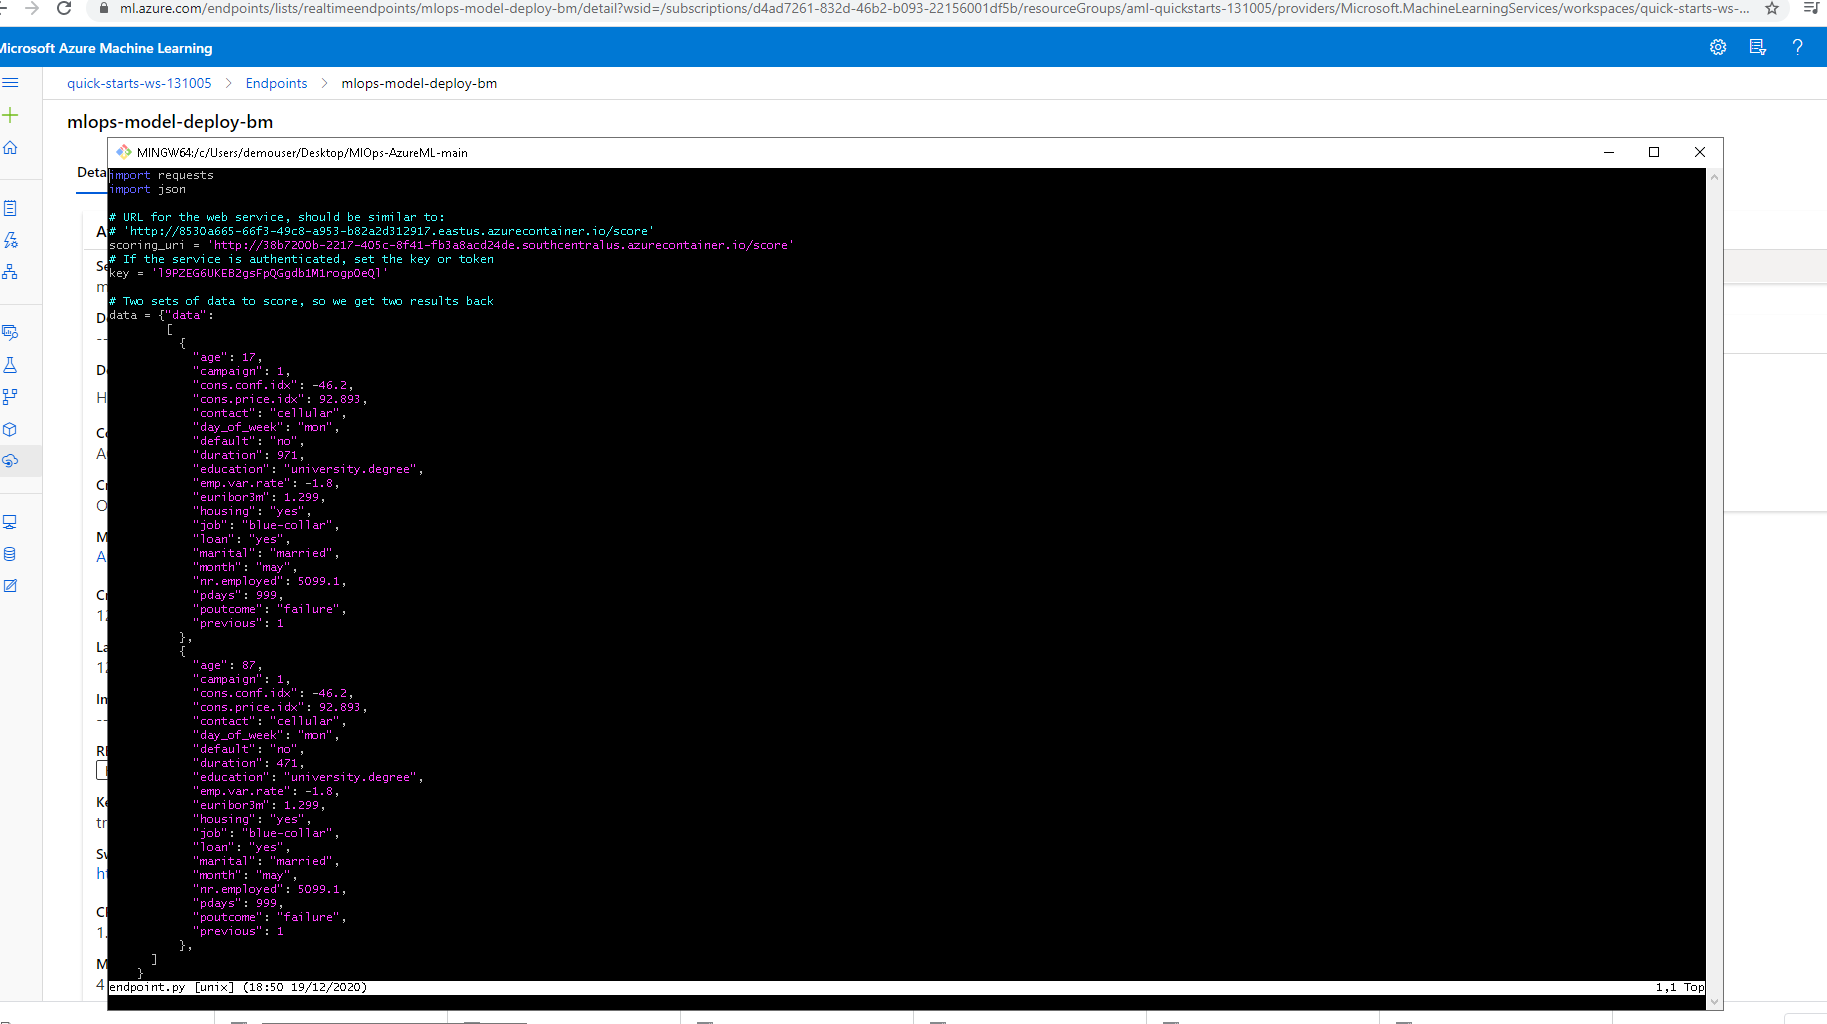 ml.azure.com/endpoints/lists/realtimeendpoints/mlops-model-deploy-bm/detail?wsid=/subscriptions/d4ad7261-832d-46b2-b093-22156001df5b/resourceGroups/aml-quickstarts-131005/providers/Microsoft.MachineLearningServices/workspaces/quick-starts-ws-...
Microsoft Azure Machine Learning
quick-starts-ws-131005 > Endpoints > mlops-model-deploy-bm
mlops-model-deploy-bm
MINGW64:/c/Users/demouser/Desktop/MlOps-AzureML-main
Deta
import requests
import json
# URL for the web service, should be similar to:
# 'http://8530a665-66f3-49c8-a953-b82a2d312917.eastus.azurecontainer.io/score'
scoring_uri = 'http://38b7200b-2217-405c-8f41-fb3a8acd24de.southcentralus.azurecontainer.io/score'
# If the service is authenticated, set the key or token
key = 'l9PZEG6UKEB2gsFpQGgdb1M1rogpOeQl'
# Two sets of data to score, so we get two results back
data = {"data":
[
{
"age": 17,
"campaign": 1,
"cons.conf.idx": -46.2,
"cons.price.idx": 92.893,
"contact": "cellular",
"day_of_week": "mon",
"default": "no",
"duration": 971,
"education": "university.degree",
"emp.var.rate": -1.8,
"euribor3m": 1.299,
"housing": "yes",
"job": "blue-collar",
"loan": "yes",
"marital": "married",
"month": "may",
"nr.employed": 5099.1,
"pdays": 999,
"poutcome": "failure",
"previous": 1
},
{
"age": 87,
"campaign": 1,
"cons.conf.idx": -46.2,
"cons.price.idx": 92.893,
"contact": "cellular",
"day_of_week": "mon",
"default": "no",
"duration": 471,
"education": "university.degree",
"emp.var.rate": -1.8,
"euribor3m": 1.299,
"housing": "yes",
"job": "blue-collar",
"loan": "yes",
"marital": "married",
"month": "may",
"nr.employed": 5099.1,
"pdays": 999,
"poutcome": "failure",
"previous": 1
},
]
}
endpoint.py [unix] (18:50 19/12/2020) 1,1 Top